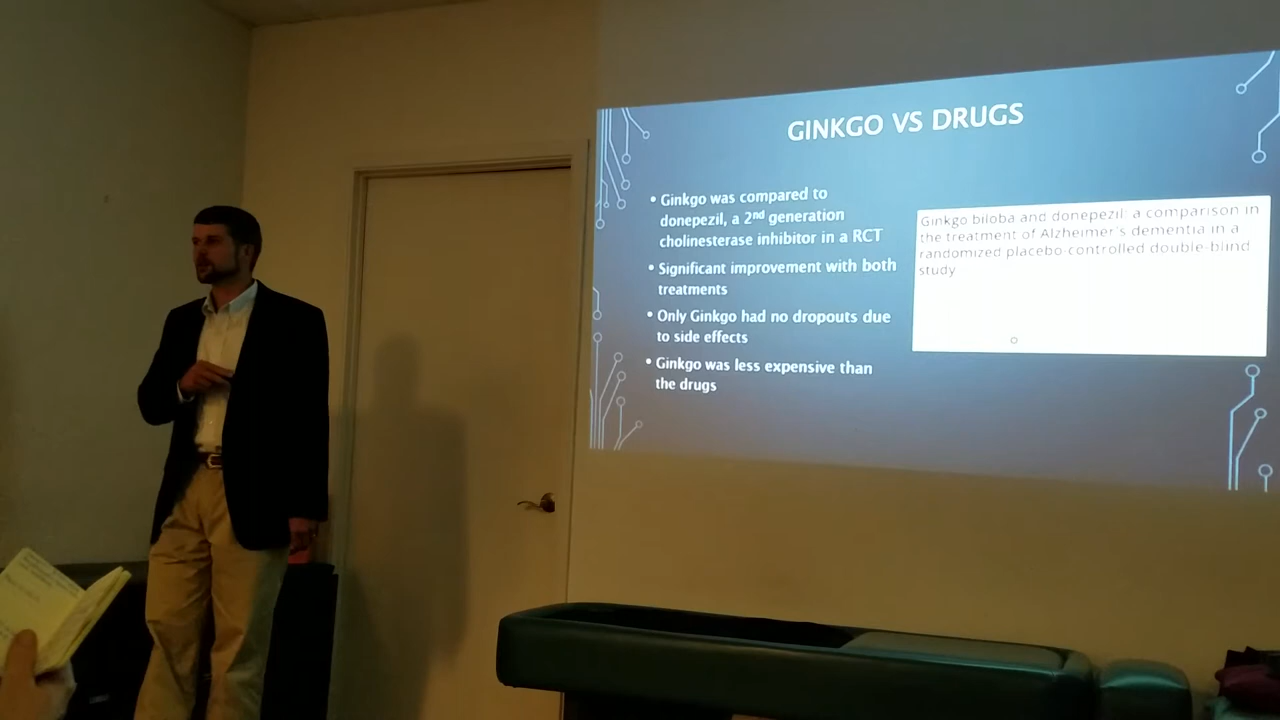 GINKGO VS DRUGS
• Ginkgo was compared to
donepezil, a 2nd generation
cholinesterase inhibitor in a RCT
• Significant improvement with both
treatments
• Only Ginkgo had no dropouts due
to side effects
• Ginkgo was less expensive than
the drugs
Ginkgo biloba and donepezil: a comparison in
the treatment of Alzheimer's dementia in a
randomized placebo-controlled double-blind
study